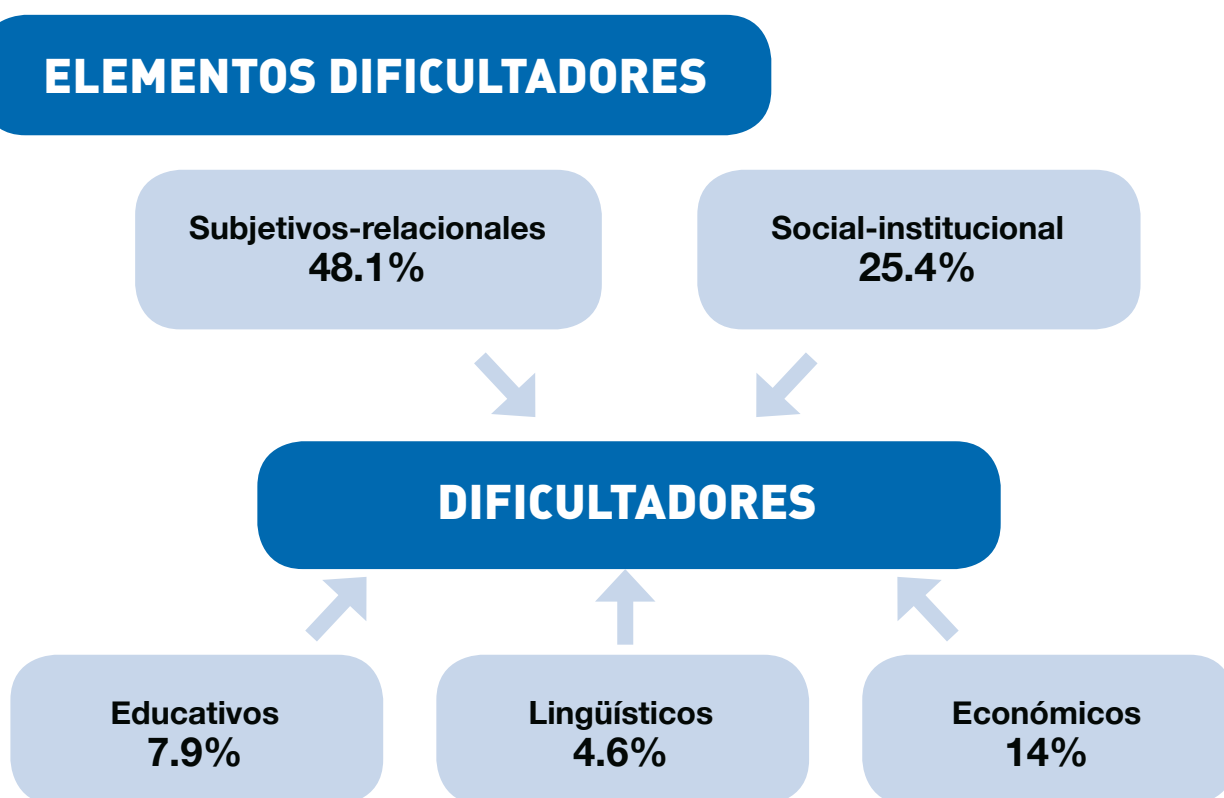 ELEMENTOS DIFICULTADORES
Subjetivos-relacionales
48.1%
Social-institucional
25.4%
DIFICULTADORES
Educativos
7.9%
Lingüísticos
4.6%
Económicos
14%